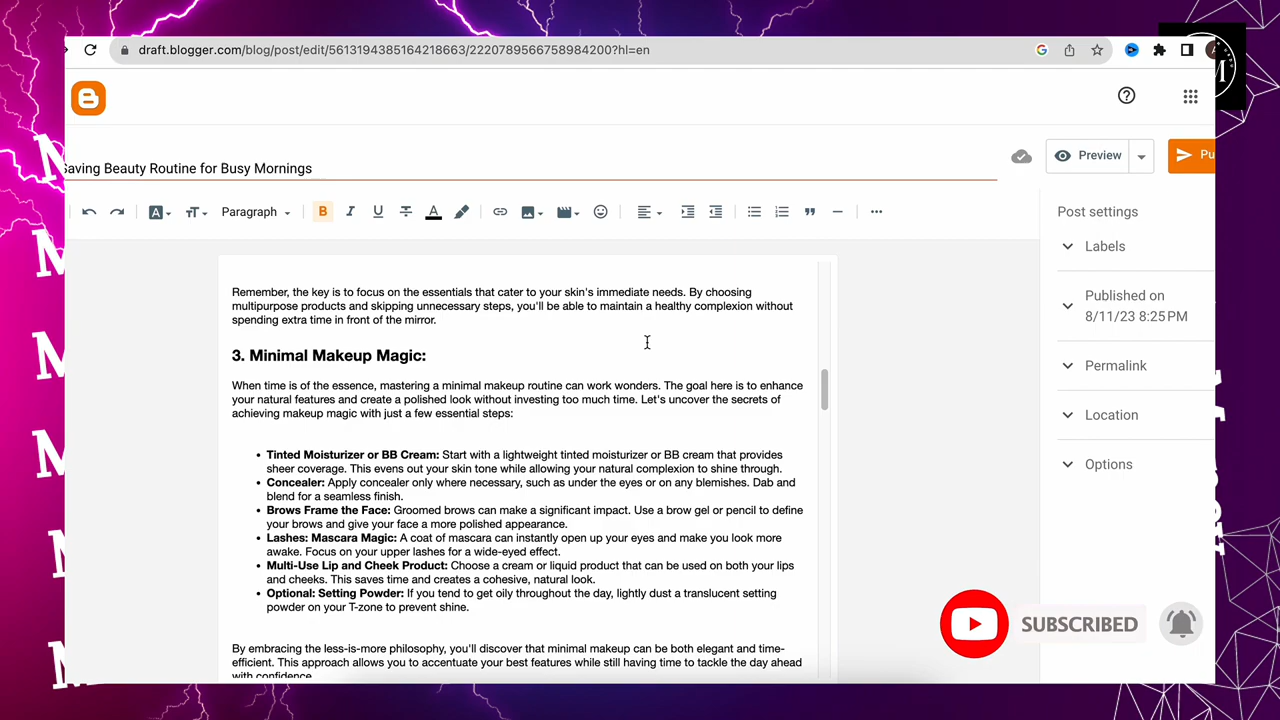 draft.blogger.com/blog/post/edit/5613194385164218663/2220789566758984200?hl=en
M
Saving Beauty Routine for Busy Mornings
Preview
Pu
Paragraph
B
I
U
A
Post settings
Labels
Published on
8/11/23 8:25 PM
Permalink
Location
Options
Remember, the key is to focus on the essentials that cater to your skin's immediate needs. By choosing
multipurpose products and skipping unnecessary steps, you'll be able to maintain a healthy complexion without
spending extra time in front of the mirror.
3. Minimal Makeup Magic:
When time is of the essence, mastering a minimal makeup routine can work wonders. The goal here is to enhance
your natural features and create a polished look without investing too much time. Let's uncover the secrets of
achieving makeup magic with just a few essential steps:
• Tinted Moisturizer or BB Cream: Start with a lightweight tinted moisturizer or BB cream that provides
sheer coverage. This evens out your skin tone while allowing your natural complexion to shine through.
• Concealer: Apply concealer only where necessary, such as under the eyes or on any blemishes. Dab and
blend for a seamless finish.
• Brows Frame the Face: Groomed brows can make a significant impact. Use a brow gel or pencil to define
your brows and give your face a more polished appearance.
• Lashes: Mascara Magic: A coat of mascara can instantly open up your eyes and make you look more
awake. Focus on your upper lashes for a wide-eyed effect.
• Multi-Use Lip and Cheek Product: Choose a cream or liquid product that can be used on both your lips
and cheeks. This saves time and creates a cohesive, natural look.
• Optional: Setting Powder: If you tend to get oily throughout the day, lightly dust a translucent setting
powder on your T-zone to prevent shine.
By embracing the less-is-more philosophy, you'll discover that minimal makeup can be both elegant and time-
efficient. This approach allows you to accentuate your best features while still having time to tackle the day ahead
with confidence.
SUBSCRIBED